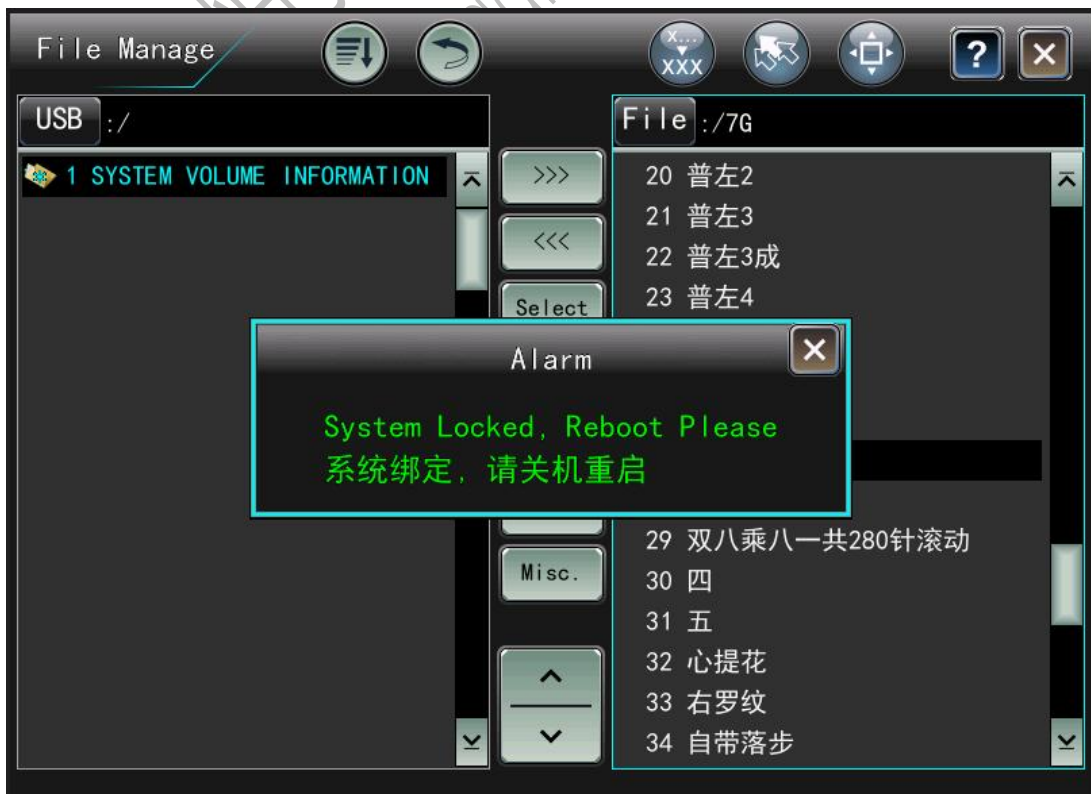 File Manage
X...
XXX
?
USB :/
File :/7G
1 SYSTEM VOLUME INFORMATION
>>>
<<<
Select
Misc.
20 普左2
21 普左3
22 普左3成
23 普左4
Alarm
System Locked, Reboot Please
系统绑定, 请关机重启
29 双八乘八一共280针滚动
30 四
31 五
32 心提花
33 右罗纹
34 自带落步